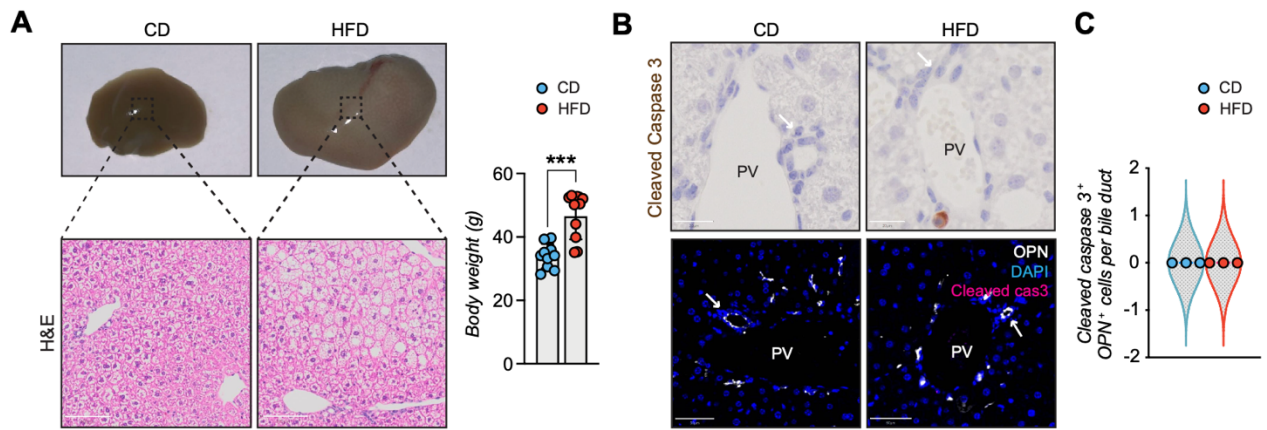 A
CD
HFD
H&E
CD
HFD
***
Body weight (g)
60
40
20
0
B
CD
HFD
Cleaved Caspase 3
PV
PV
OPN
DAPI
Cleaved cas3
PV
PV
C
CD
HFD
Cleaved caspase 3+
OPN+ cells per bile duct
2
1
0
-1
-2